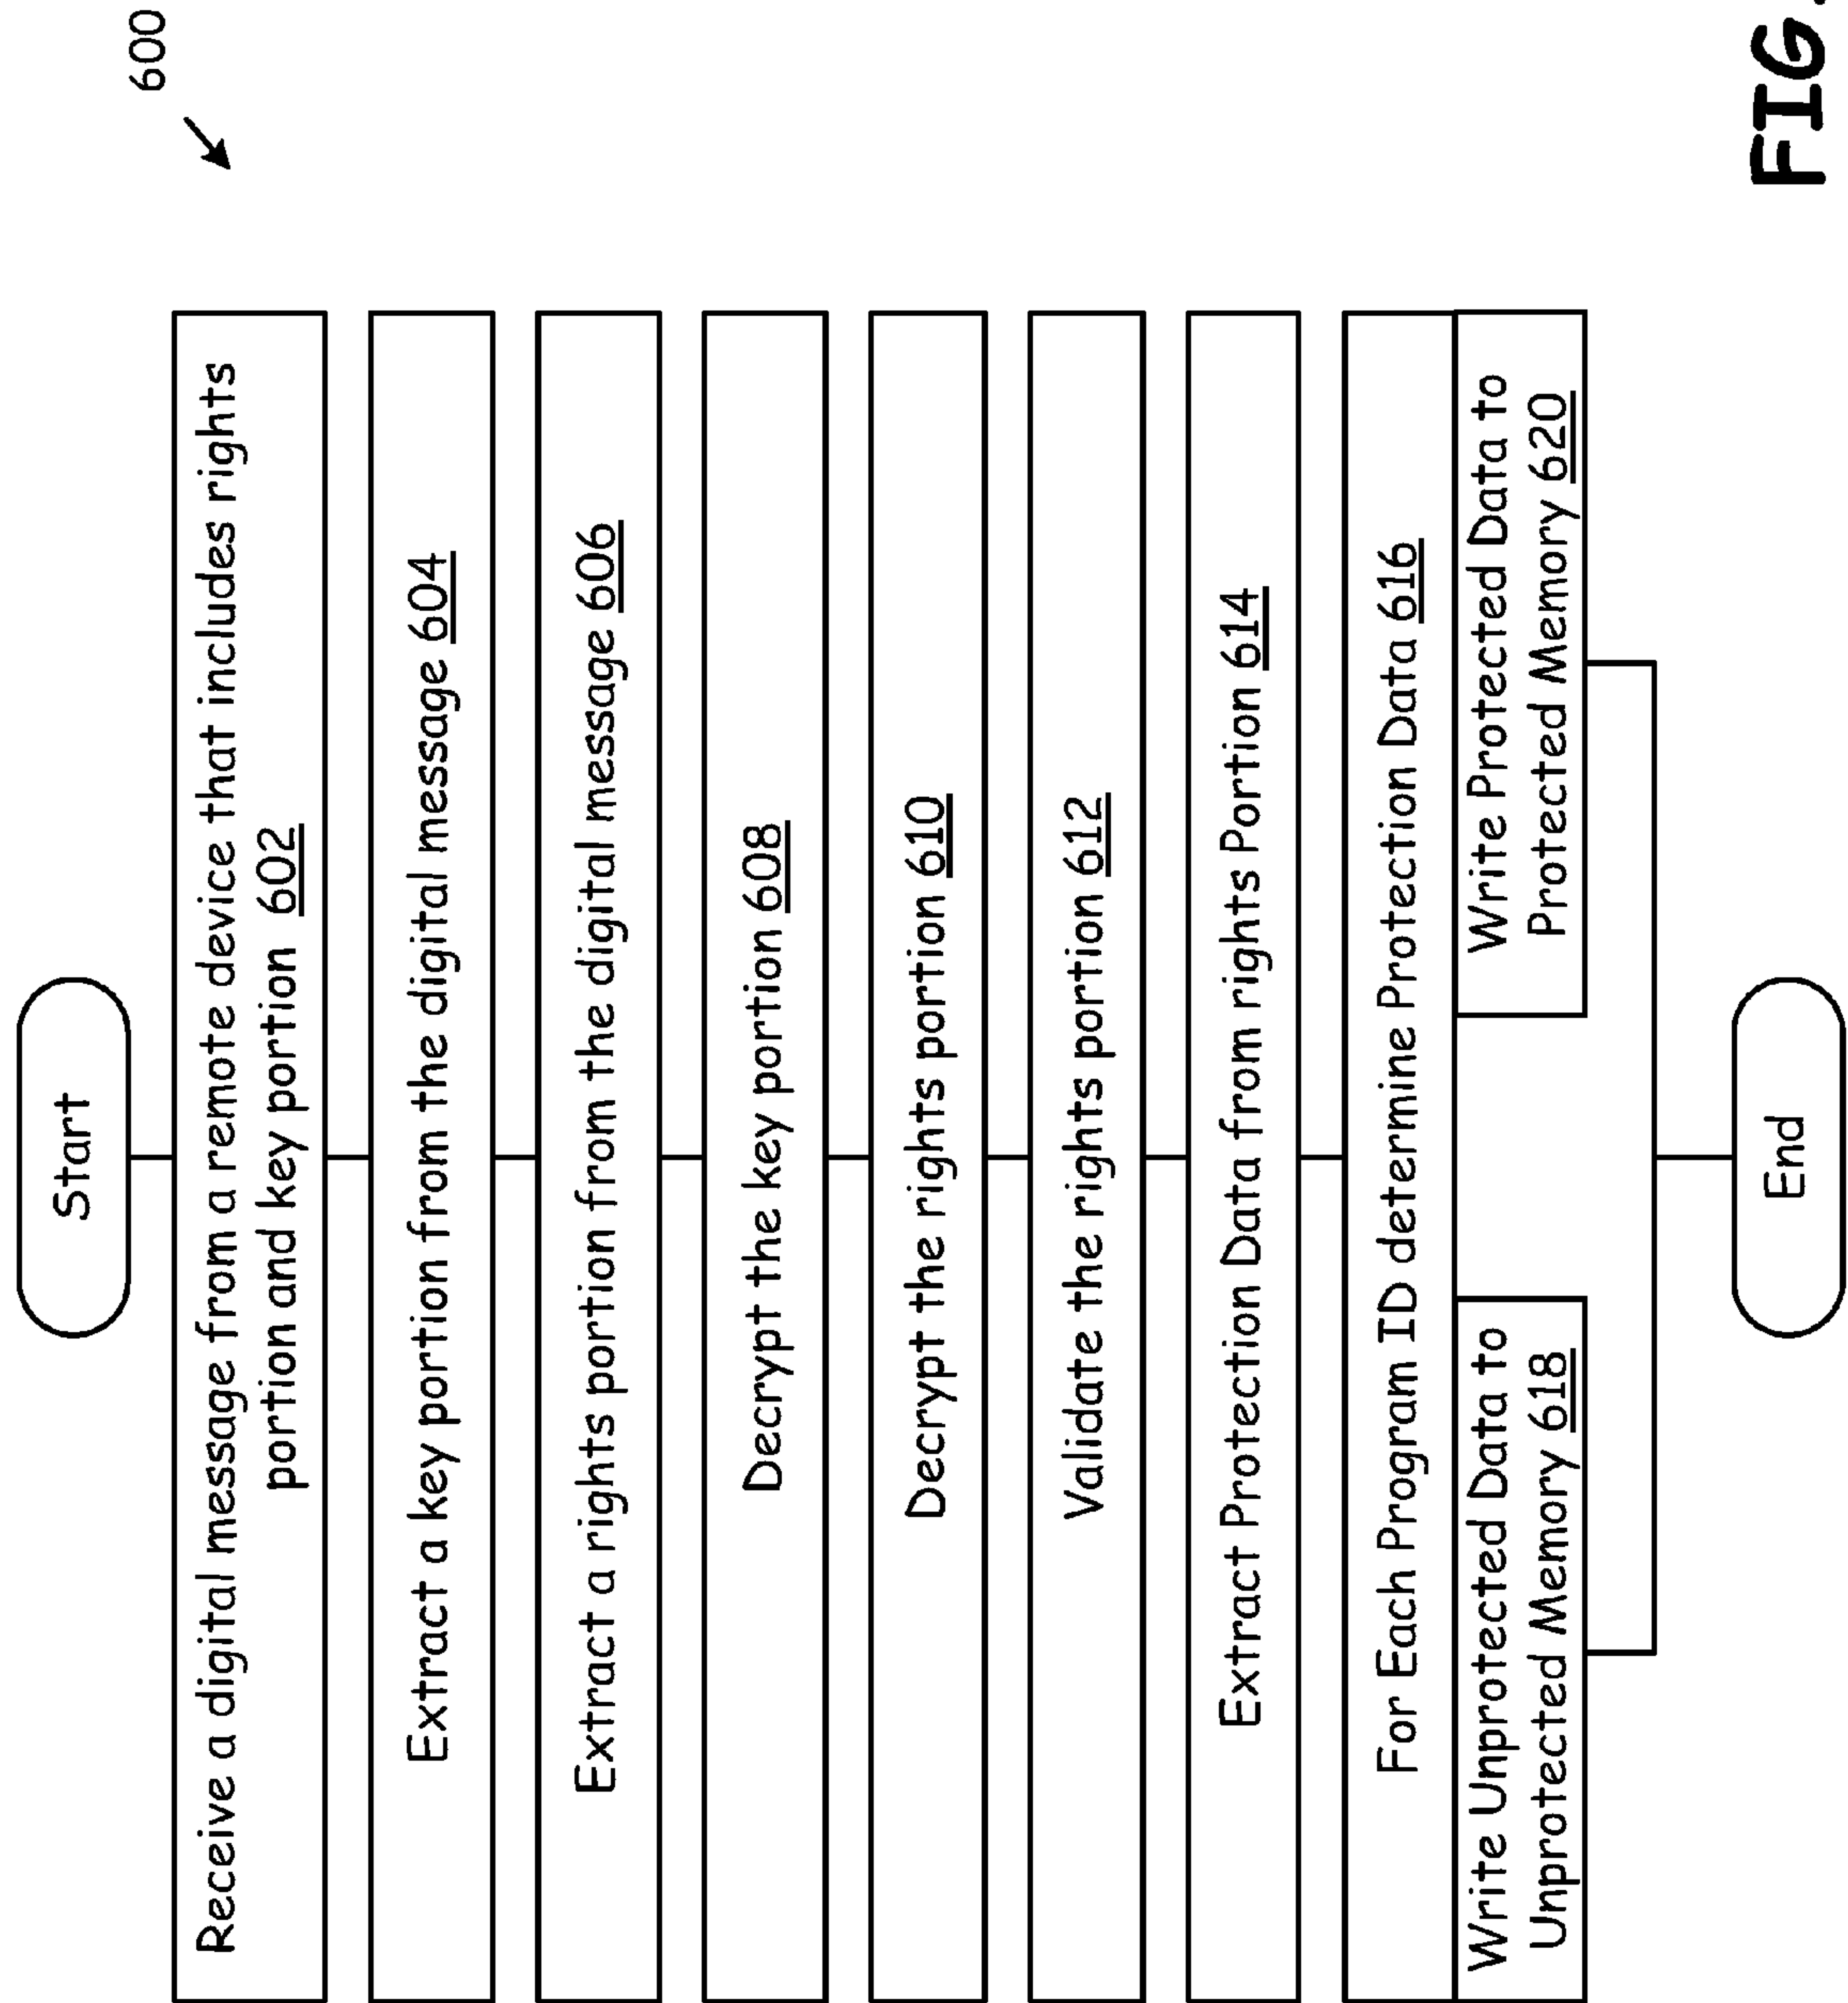 600
Start
Receive a digital message from a remote device that includes rights
portion and key portion 602
Extract a key portion from the digital message 604
Extract a rights portion from the digital message 606
Decrypt the key portion 608
Decrypt the rights portion 610
Validate the rights portion 612
Extract Protection Data from rights Portion 614
For Each Program ID determine Protection Data 616
Write Unprotected Data to
Unprotected Memory 618
Write Protected Data to
Protected Memory 620
End
FIG.